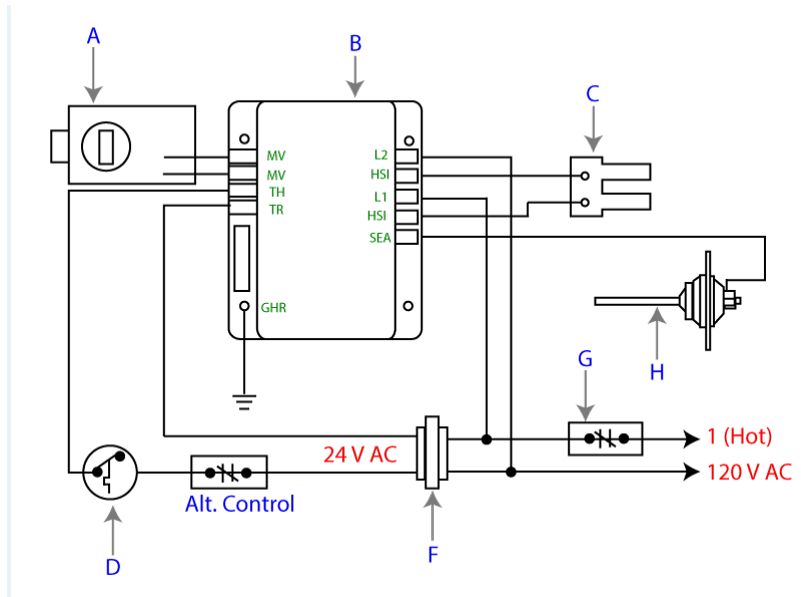 A
B
C
MV
MV
TH
TR
GHR
L2
HSI
L1
HSI
SEA
H
G
1 (Hot)
24 V AC
120 V AC
Alt. Control
D
F